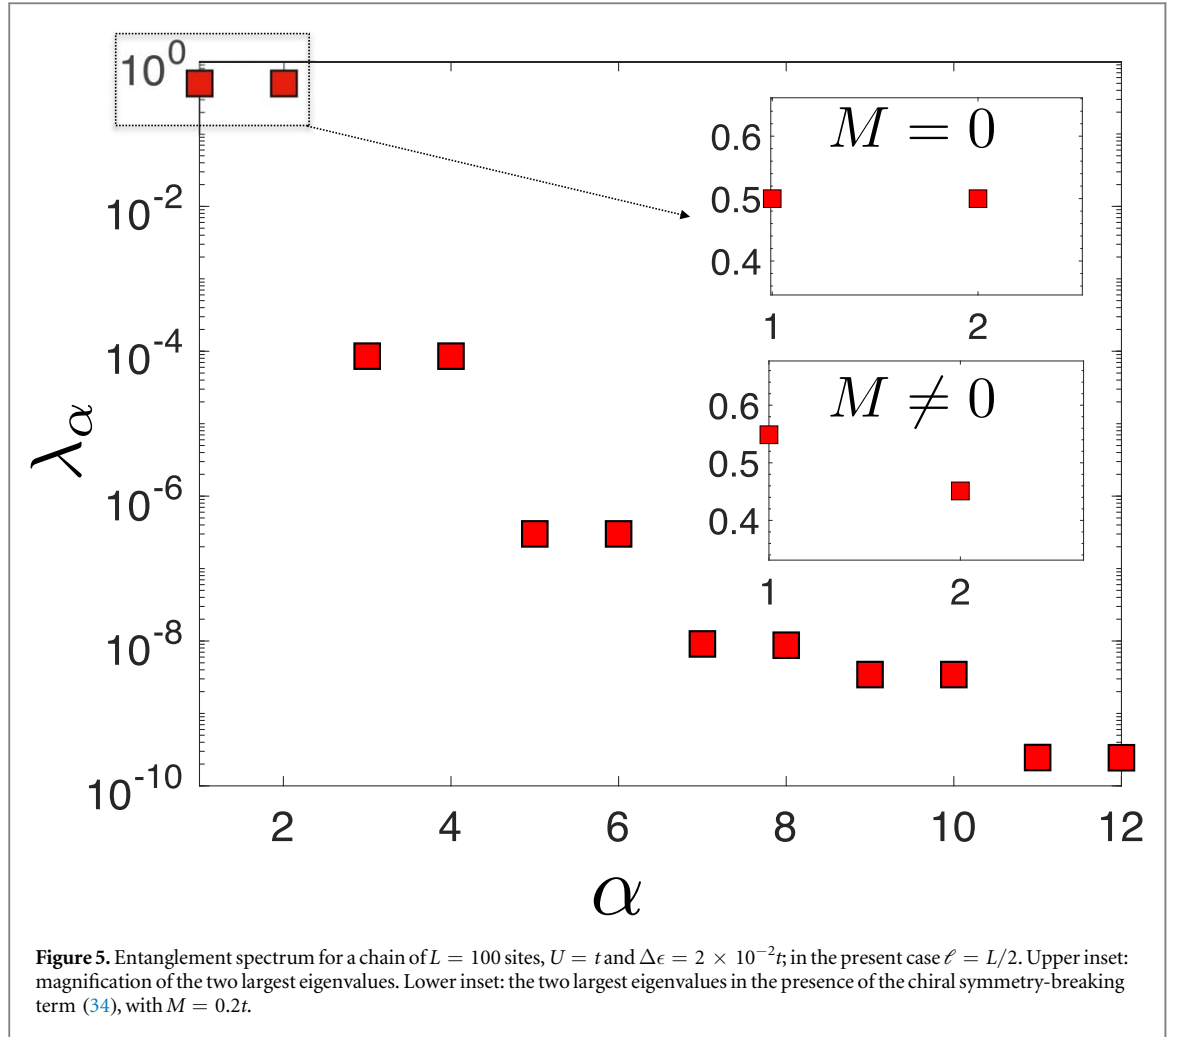 10^0
10^-2
10^-4
10^-6
10^-8
10^-10
λ_α
2 4 6 8 10 12
α
M = 0
0.6
0.5
0.4
1 2
M ≠ 0
0.6
0.5
0.4
1 2
Figure 5. Entanglement spectrum for a chain of L = 100 sites, U = t and Δϵ = 2 × 10^−2 t; in the present case ℓ = L/2. Upper inset:
magnification of the two largest eigenvalues. Lower inset: the two largest eigenvalues in the presence of the chiral symmetry-breaking
term (34), with M = 0.2t.